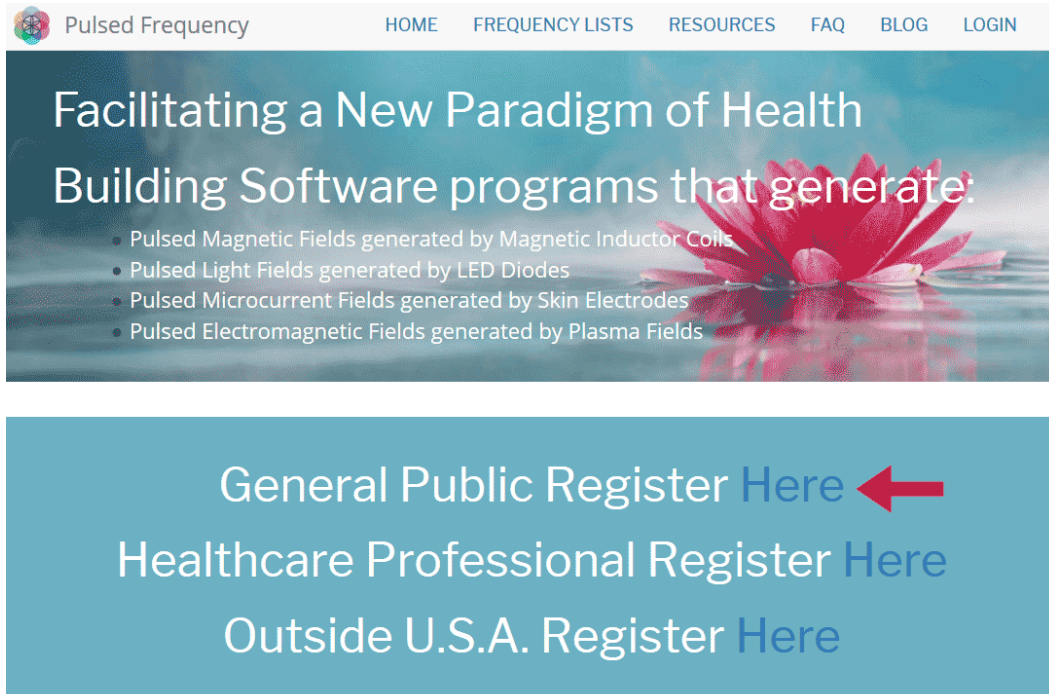 Pulsed Frequency HOME FREQUENCY LISTS RESOURCES FAQ BLOG LOGIN
Facilitating a New Paradigm of Health
Building Software programs that generate:
Pulsed Magnetic Fields generated by Magnetic Inductor Coils
Pulsed Light Fields generated by LED Diodes
Pulsed Microcurrent Fields generated by Skin Electrodes
Pulsed Electromagnetic Fields generated by Plasma Fields
General Public Register Here
Healthcare Professional Register Here
Outside U.S.A. Register Here